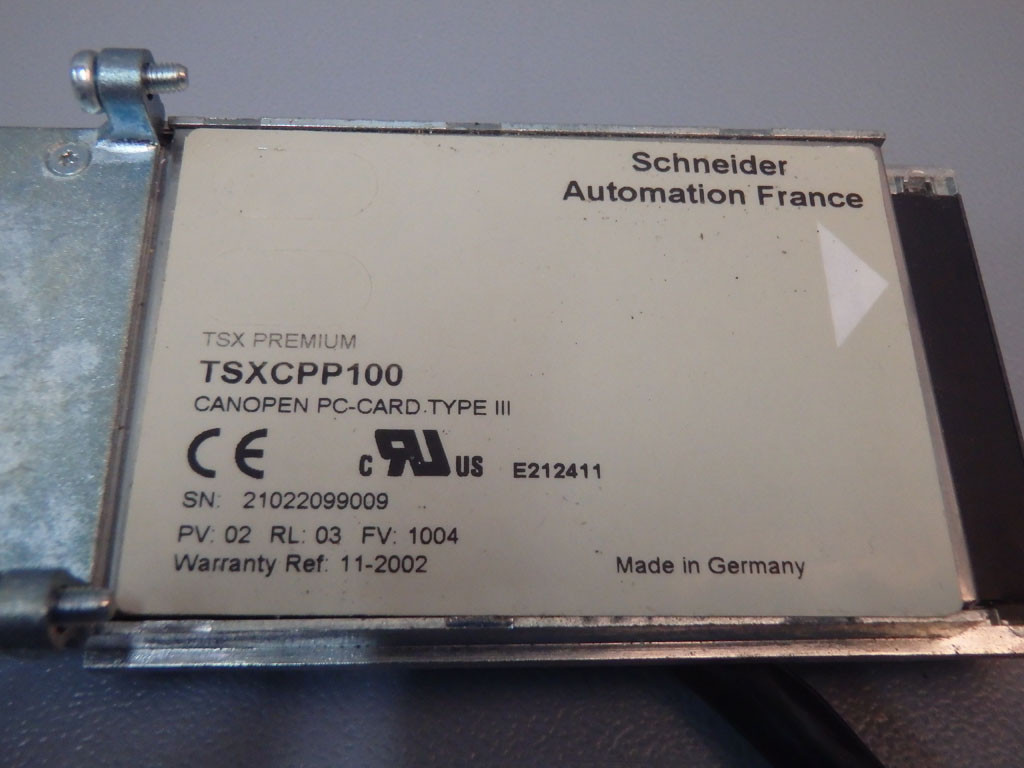 Schneider
Automation France
TSX PREMIUM
TSXCPP100
CANOPEN PC-CARD TYPE III
CE c RU US E212411
SN: 21022099009
PV: 02 RL: 03 FV: 1004
Warranty Ref: 11-2002
Made in Germany